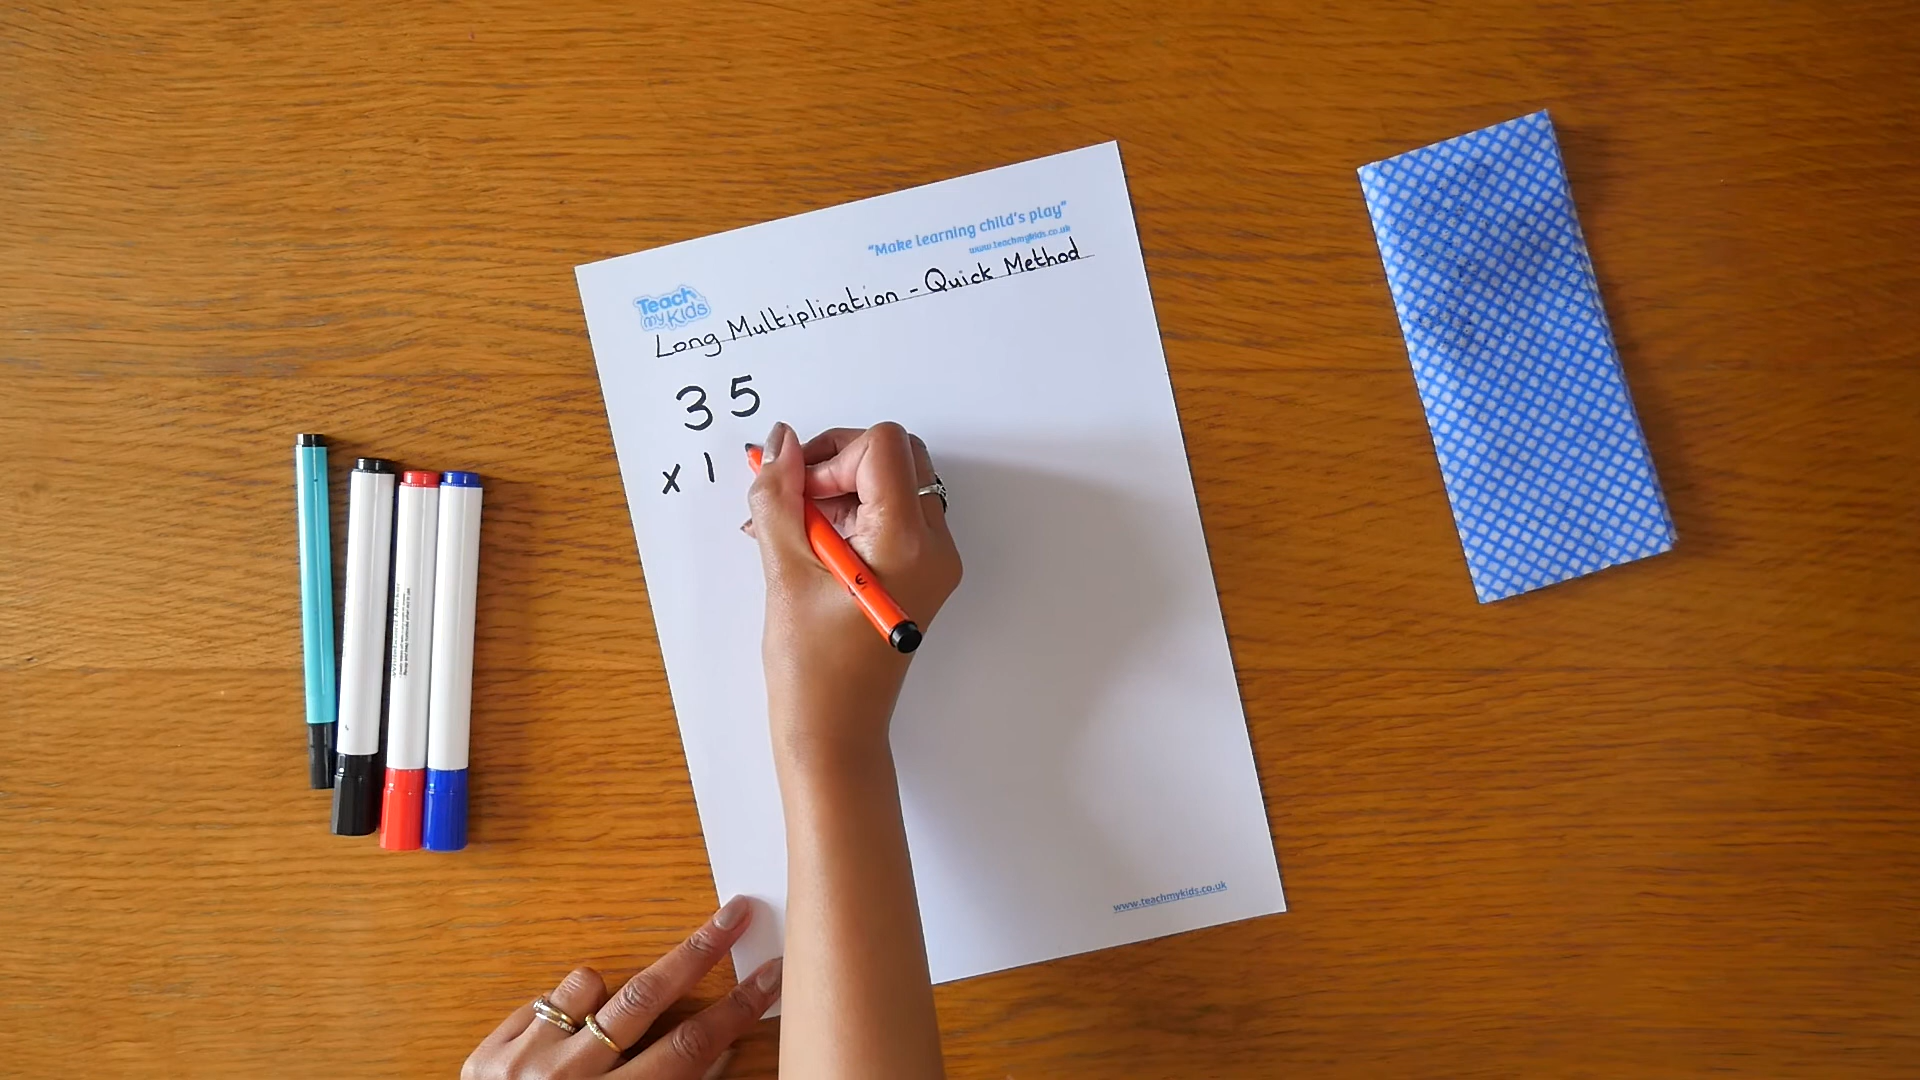 "Make learning child's play"
www.teachmykids.co.uk
Teach
my Kids
Long Multiplication - Quick Method
35
x 1
www.teachmykids.co.uk